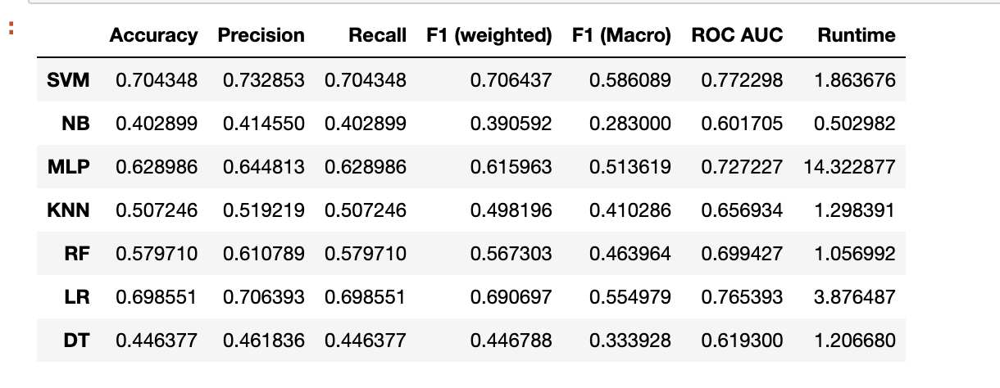 :
Accuracy Precision Recall F1 (weighted) F1 (Macro) ROC AUC Runtime
SVM 0.704348 0.732853 0.704348 0.706437 0.586089 0.772298 1.863676
NB 0.402899 0.414550 0.402899 0.390592 0.283000 0.601705 0.502982
MLP 0.628986 0.644813 0.628986 0.615963 0.513619 0.727227 14.322877
KNN 0.507246 0.519219 0.507246 0.498196 0.410286 0.656934 1.298391
RF 0.579710 0.610789 0.579710 0.567303 0.463964 0.699427 1.056992
LR 0.698551 0.706393 0.698551 0.690697 0.554979 0.765393 3.876487
DT 0.446377 0.461836 0.446377 0.446788 0.333928 0.619300 1.206680